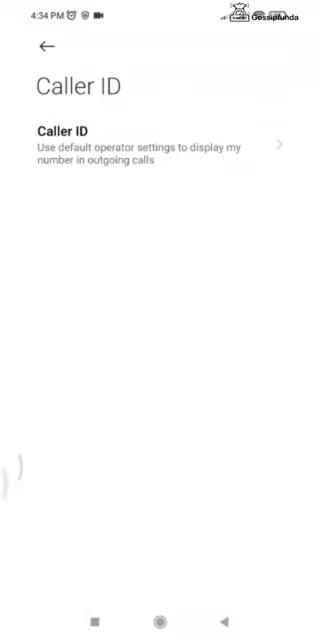 4:34 PM
Gossipfunda
Caller ID
Caller ID
Use default operator settings to display my
number in outgoing calls